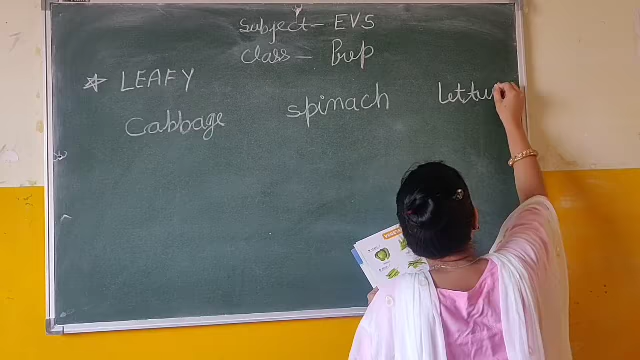 Subject - EVS
Class - Prep
LEAFY
Cabbage spinach Lettu